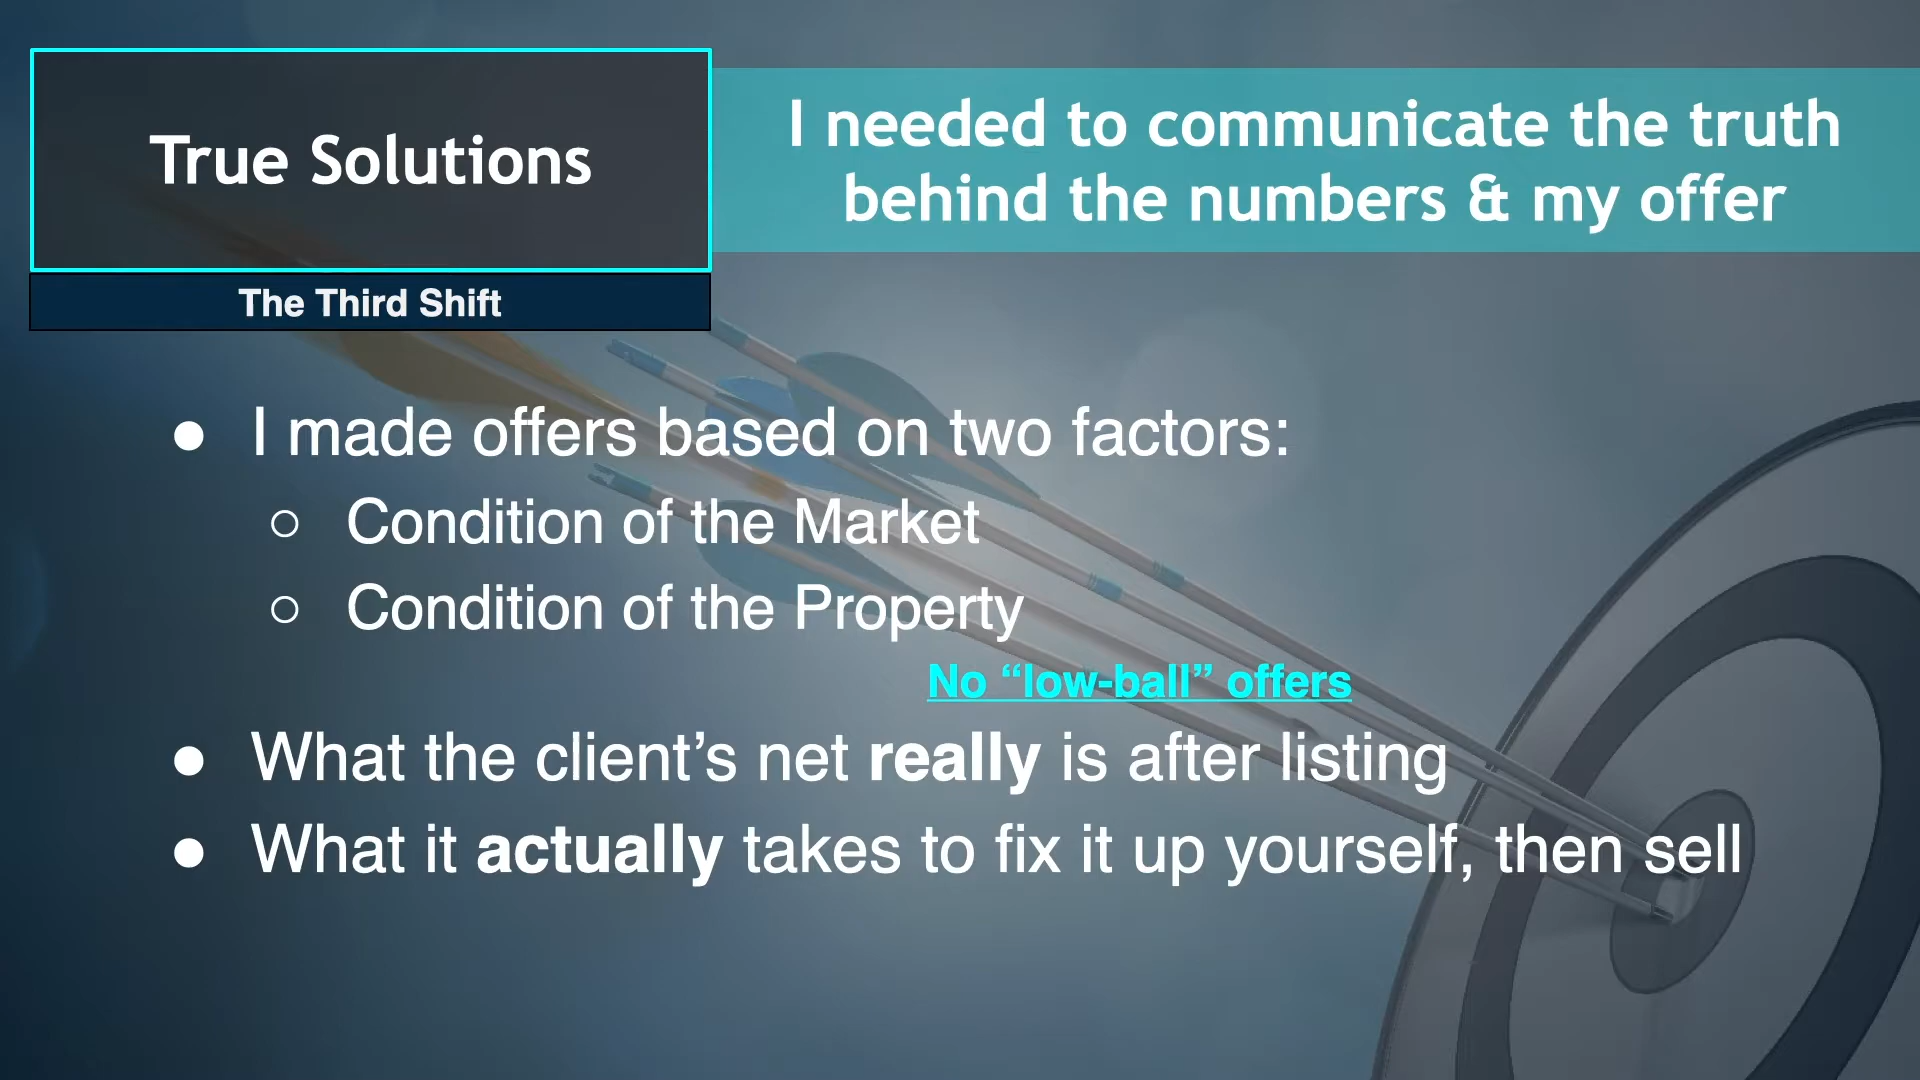 True Solutions
The Third Shift
I needed to communicate the truth
behind the numbers & my offer
● I made offers based on two factors:
○ Condition of the Market
○ Condition of the Property
No “low-ball” offers
● What the client’s net really is after listing
● What it actually takes to fix it up yourself, then sell